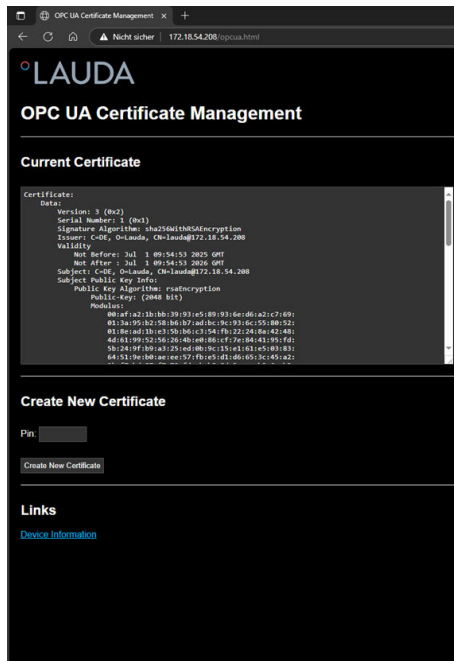 OPC UA Certificate Management
Nicht sicher 172.18.54.208/opcua.html
LAUDA
OPC UA Certificate Management
Current Certificate
Certificate:
Data:
Version: 3 (0x2)
Serial Number: 1 (0x1)
Signature Algorithm: sha256WithRSAEncryption
Issuer: C=DE, O=Lauda, CN=lauda@172.18.54.208
Validity
Not Before: Jul 1 09:54:53 2025 GMT
Not After : Jul 1 09:54:53 2026 GMT
Subject: C=DE, O=Lauda, CN=lauda@172.18.54.208
Subject Public Key Info:
Public Key Algorithm: rsaEncryption
Public-Key: (2048 bit)
Modulus:
00:af:a2:1b:bb:39:93:e5:89:93:6e:d6:a2:c7:69:
01:3a:95:b2:58:b6:b7:ad:bc:9c:93:6c:55:80:52:
01:8e:ad:1b:e3:5b:b6:c3:54:fb:22:24:8a:42:48:
4d:61:99:52:56:26:4b:e0:86:cf:7e:84:41:95:fd:
5b:24:9f:b9:a3:25:ed:0b:9c:15:e1:61:e5:03:83:
64:51:9e:b0:ae:ee:57:fb:e5:d1:d6:65:3c:45:a2:
Create New Certificate
Pin:
Create New Certificate
Links
Device Information